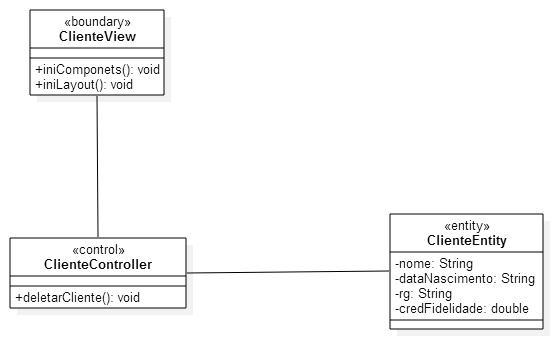 «boundary»
ClienteView
+iniComponets(): void
+iniLayout(): void
«control»
ClienteController
+deletarCliente(): void
«entity»
ClienteEntity
-nome: String
-dataNascimento: String
-rg: String
-credFidelidade: double